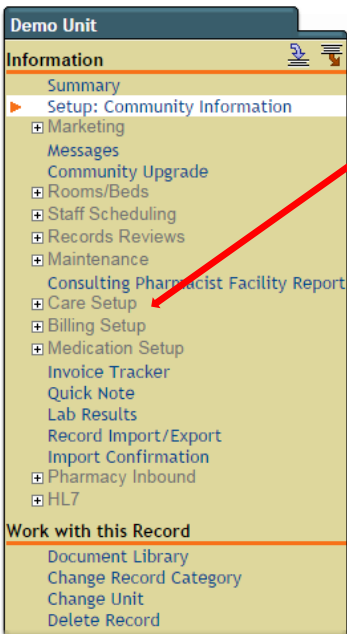 Demo Unit
Information
Summary
Setup: Community Information
Marketing
Messages
Community Upgrade
Rooms/Beds
Staff Scheduling
Records Reviews
Maintenance
Consulting Pharmacist Facility Report
Care Setup
Billing Setup
Medication Setup
Invoice Tracker
Quick Note
Lab Results
Record Import/Export
Import Confirmation
Pharmacy Inbound
HL7
Work with this Record
Document Library
Change Record Category
Change Unit
Delete Record